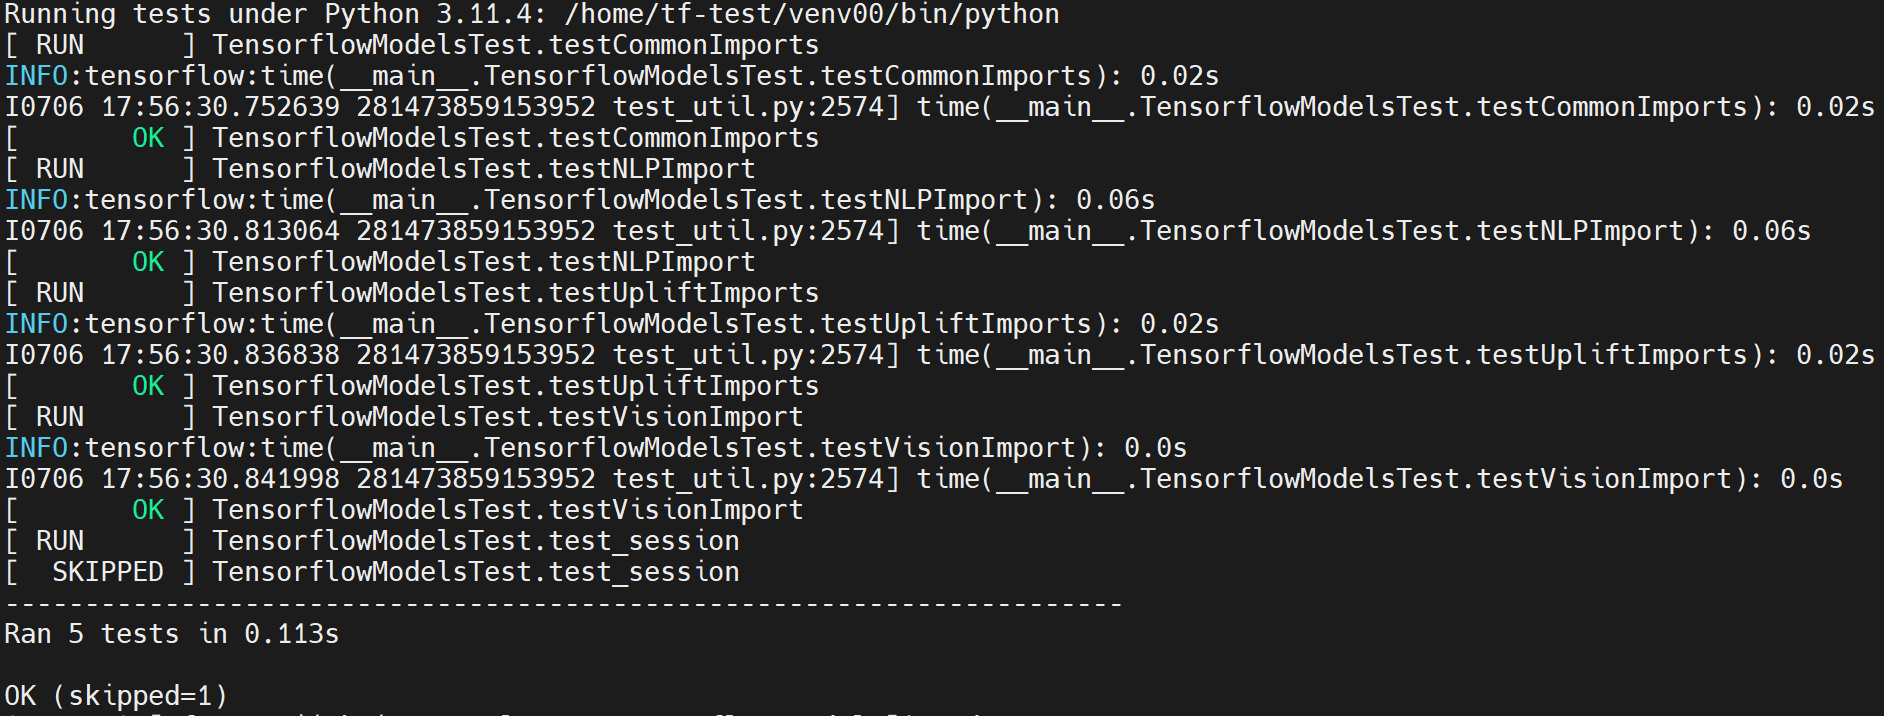 Running tests under Python 3.11.4: /home/tf-test/venv00/bin/python
[ RUN      ] TensorflowModelsTest.testCommonImports
INFO:tensorflow:time(__main__.TensorflowModelsTest.testCommonImports): 0.02s
I0706 17:56:30.752639 281473859153952 test_util.py:2574] time(__main__.TensorflowModelsTest.testCommonImports): 0.02s
[       OK ] TensorflowModelsTest.testCommonImports
[ RUN      ] TensorflowModelsTest.testNLPImport
INFO:tensorflow:time(__main__.TensorflowModelsTest.testNLPImport): 0.06s
I0706 17:56:30.813064 281473859153952 test_util.py:2574] time(__main__.TensorflowModelsTest.testNLPImport): 0.06s
[       OK ] TensorflowModelsTest.testNLPImport
[ RUN      ] TensorflowModelsTest.testUpliftImports
INFO:tensorflow:time(__main__.TensorflowModelsTest.testUpliftImports): 0.02s
I0706 17:56:30.836838 281473859153952 test_util.py:2574] time(__main__.TensorflowModelsTest.testUpliftImports): 0.02s
[       OK ] TensorflowModelsTest.testUpliftImports
[ RUN      ] TensorflowModelsTest.testVisionImport
INFO:tensorflow:time(__main__.TensorflowModelsTest.testVisionImport): 0.0s
I0706 17:56:30.841998 281473859153952 test_util.py:2574] time(__main__.TensorflowModelsTest.testVisionImport): 0.0s
[       OK ] TensorflowModelsTest.testVisionImport
[ RUN      ] TensorflowModelsTest.test_session
[  SKIPPED ] TensorflowModelsTest.test_session
----------------------------------------------------------------------
Ran 5 tests in 0.113s

OK (skipped=1)